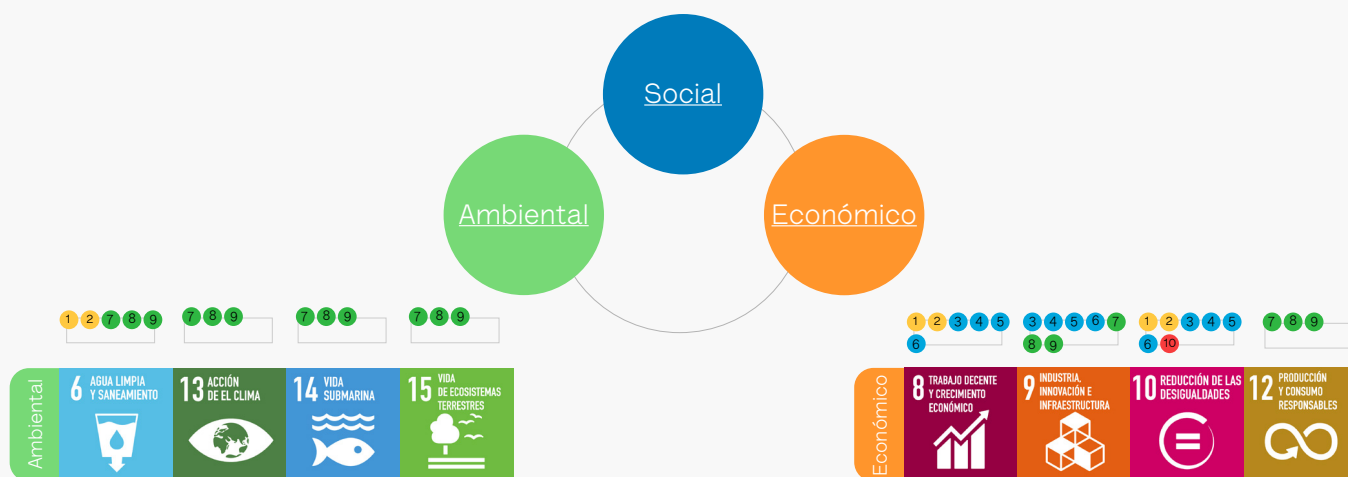 Social
Ambiental
Económico
1 2 7 8 9
7 8 9
7 8 9
7 8 9
1 2 3 4 5
6
3 4 5 6 7
8 9
1 2 3 4 5
6 10
7 8 9
Ambiental
6 AGUA LIMPIA
Y SANEAMIENTO
13 ACCIÓN
DE EL CLIMA
14 VIDA
SUBMARINA
15 VIDA
DE ECOSISTEMAS
TERRESTRES
Económico
8 TRABAJO DECENTE
Y CRECIMIENTO
ECONÓMICO
9 INDUSTRIA,
INNOVACIÓN E
INFRAESTRUCTURA
10 REDUCCIÓN DE LAS
DESIGUALDADES
12 PRODUCCIÓN
Y CONSUMO
RESPONSABLES